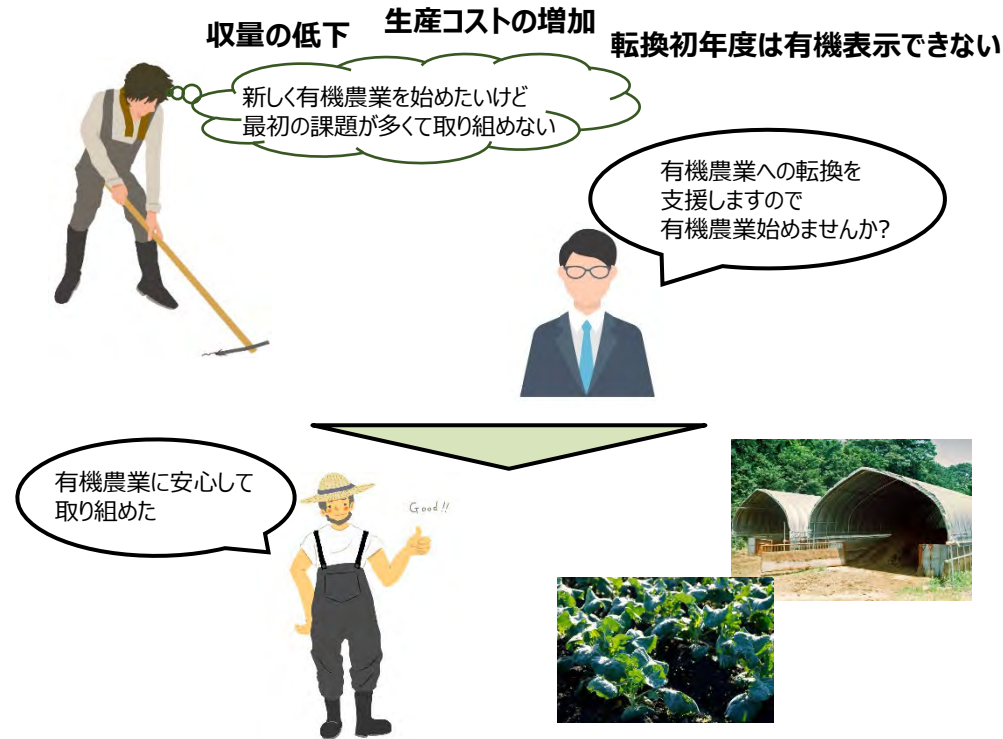 収量の低下
生産コストの増加
転換初年度は有機表示できない
新しく有機農業を始めたいけど
最初の課題が多くて取り組めない
有機農業への転換を
支援しますので
有機農業始めませんか?
有機農業に安心して
取り組めた
Good!!